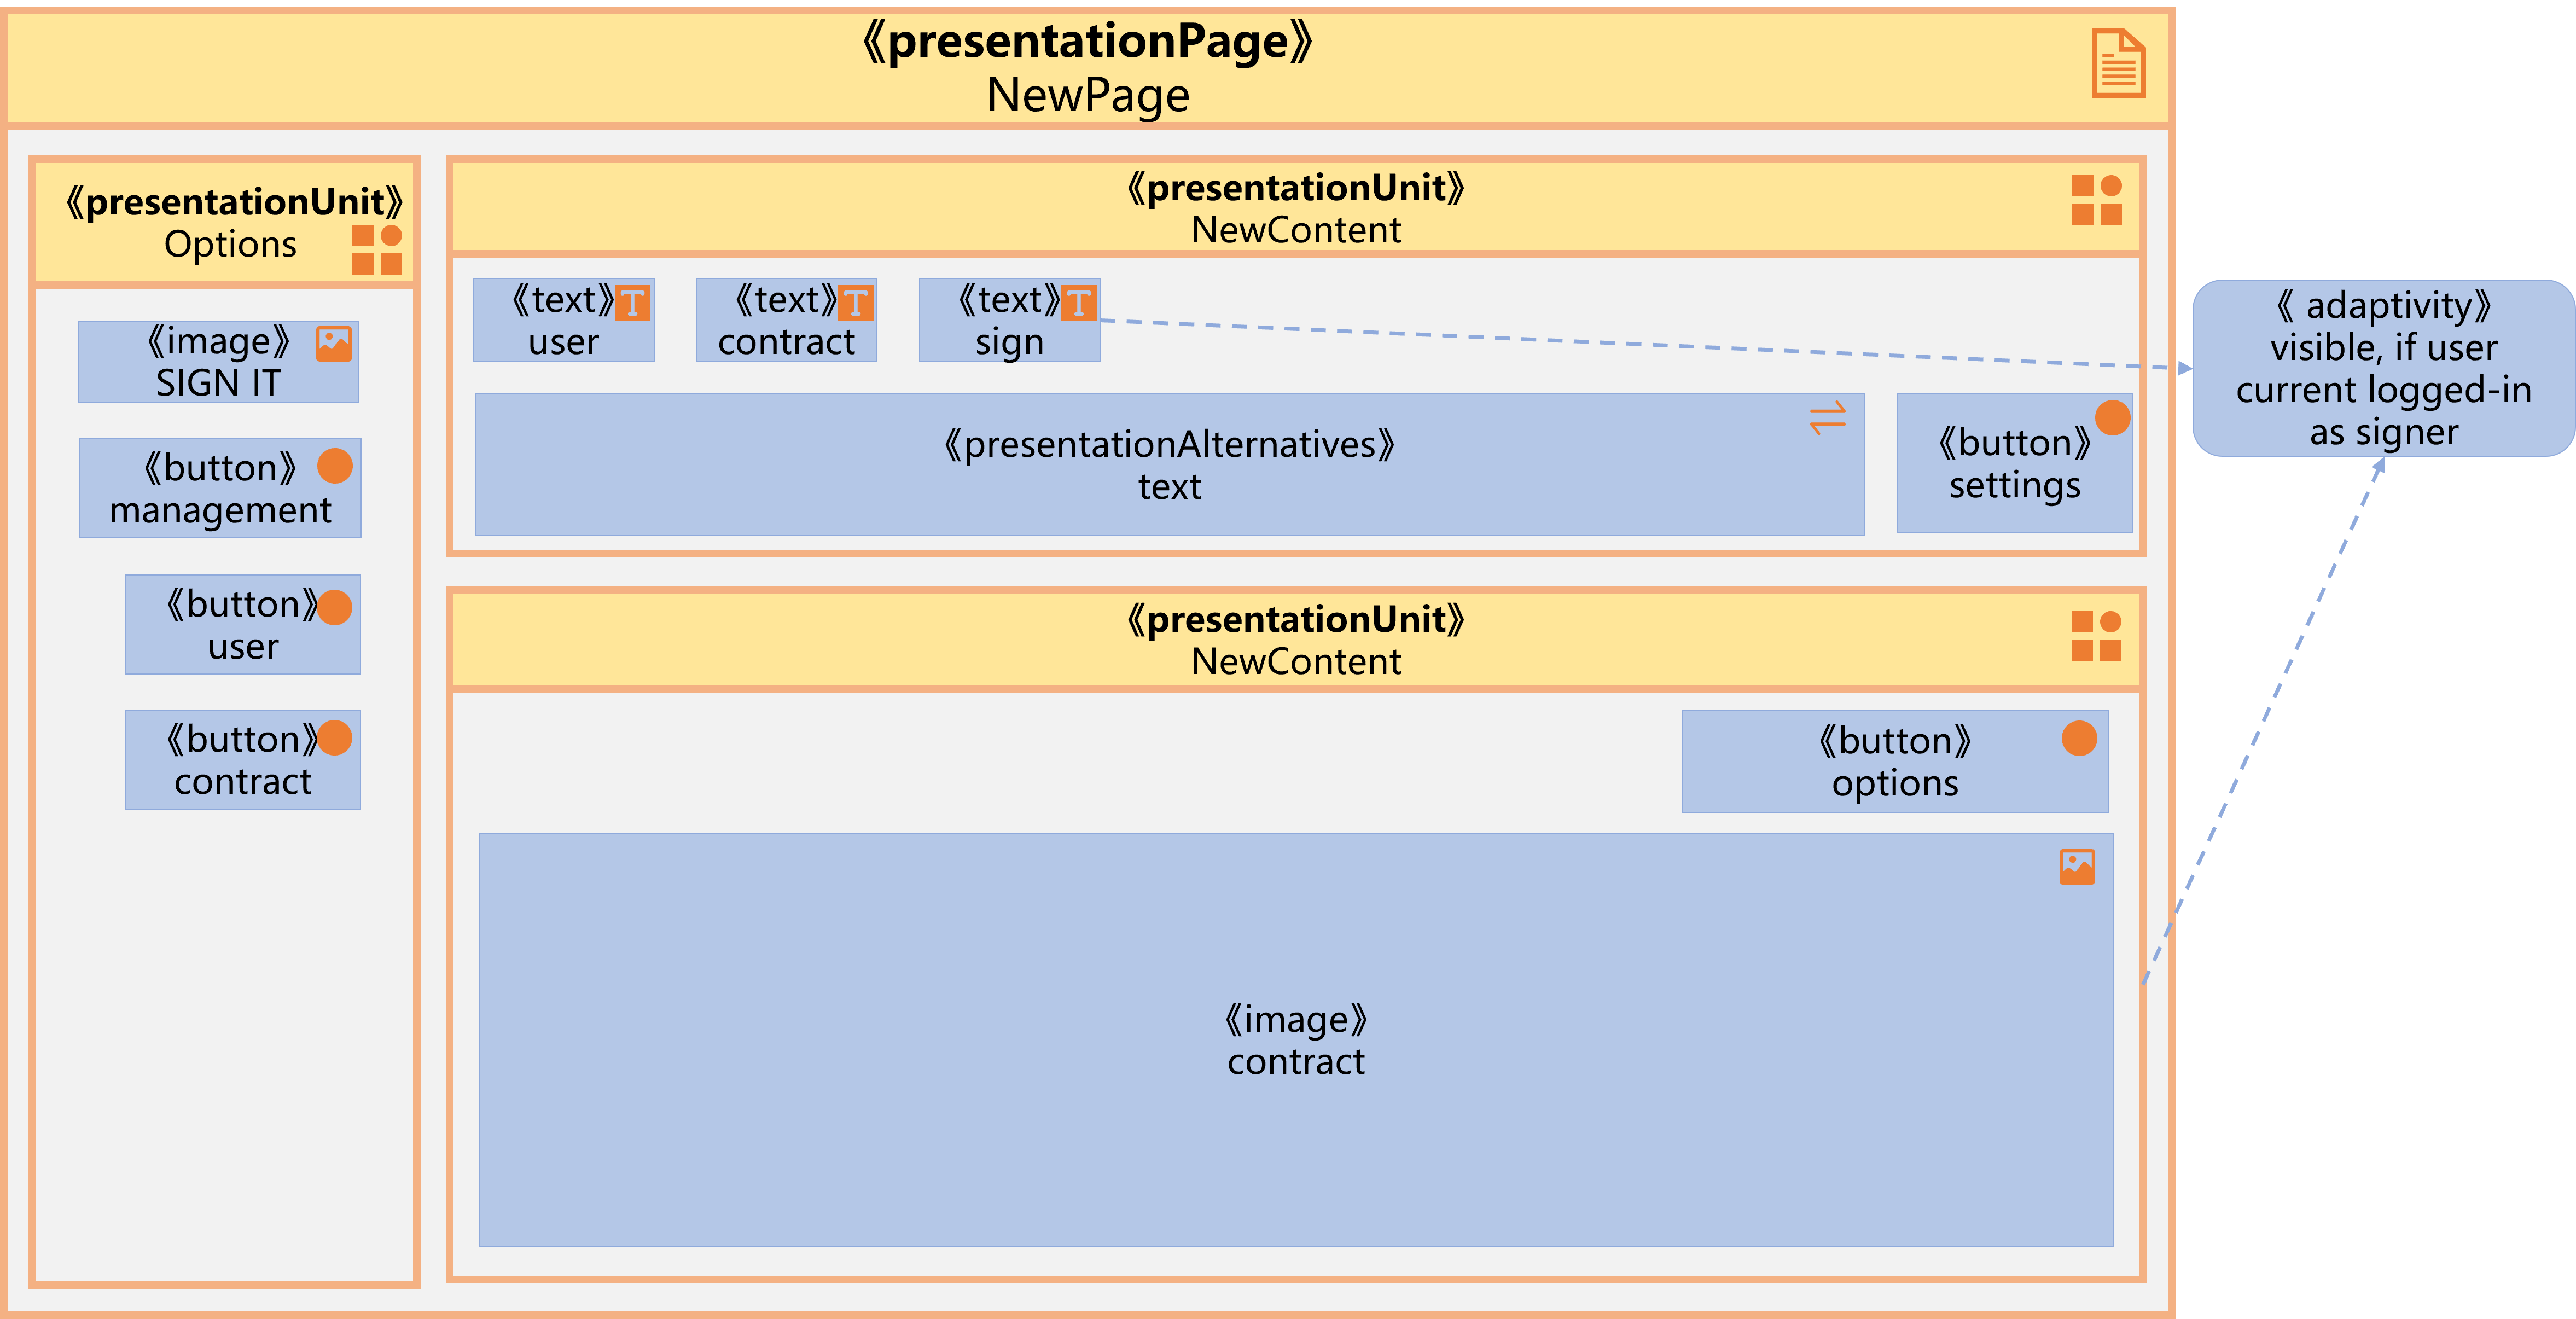 《presentationPage》
NewPage
《presentationUnit》
Options
《image》
SIGN IT
《button》
management
《button》
user
《button》
contract
《presentationUnit》
NewContent
《text》
user
《text》
contract
《text》
sign
《presentationAlternatives》
text
《button》
settings
《presentationUnit》
NewContent
《button》
options
《image》
contract
《 adaptivity》
visible, if user
current logged-in
as signer